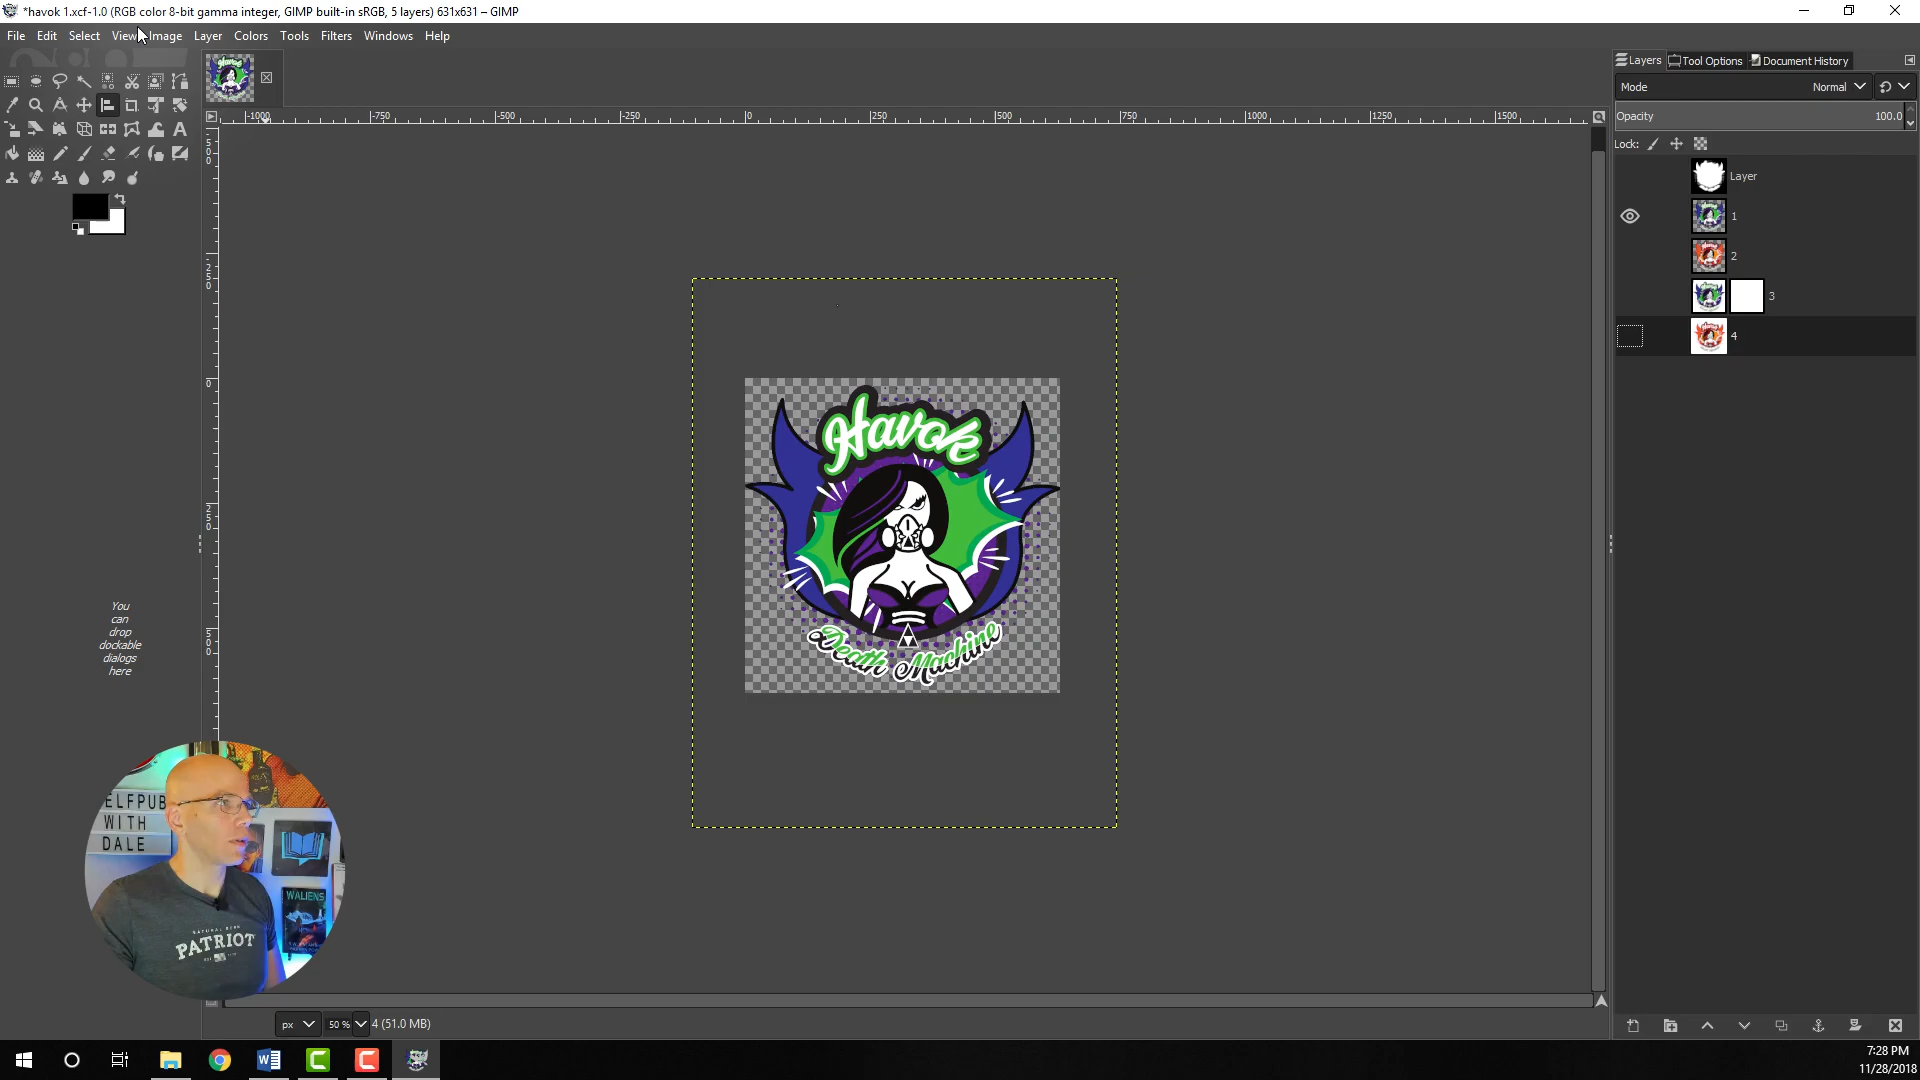 *havok 1.xcf-1.0 (RGB color 8-bit gamma integer, GIMP built-in sRGB, 5 layers) 631x631 – GIMP
File Edit Select View Image Layer Colors Tools Filters Windows Help
Layers Tool Options Document History
Mode Normal
Opacity 100.0
Lock:
-1000 -750 -500 -250 0 250 500 750 1000 1250 1500
Layer
1
2
3
4
Havok
Death Machine
You
can
drop
dockable
dialogs
here
ELFPUB
WITH
DALE
WALIENS
PATRIOT
px 50 % 4 (51.0 MB)
7:28 PM
11/28/2018